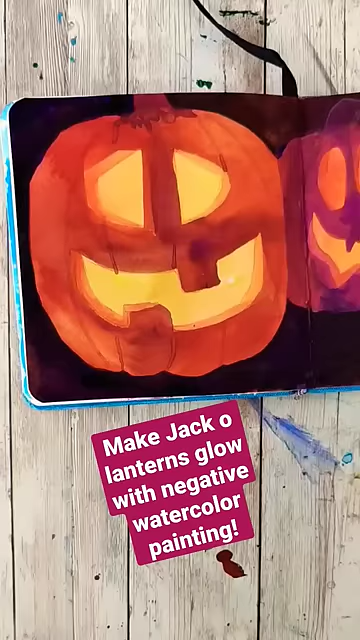 Make Jack o
lanterns glow
with negative
watercolor
painting!